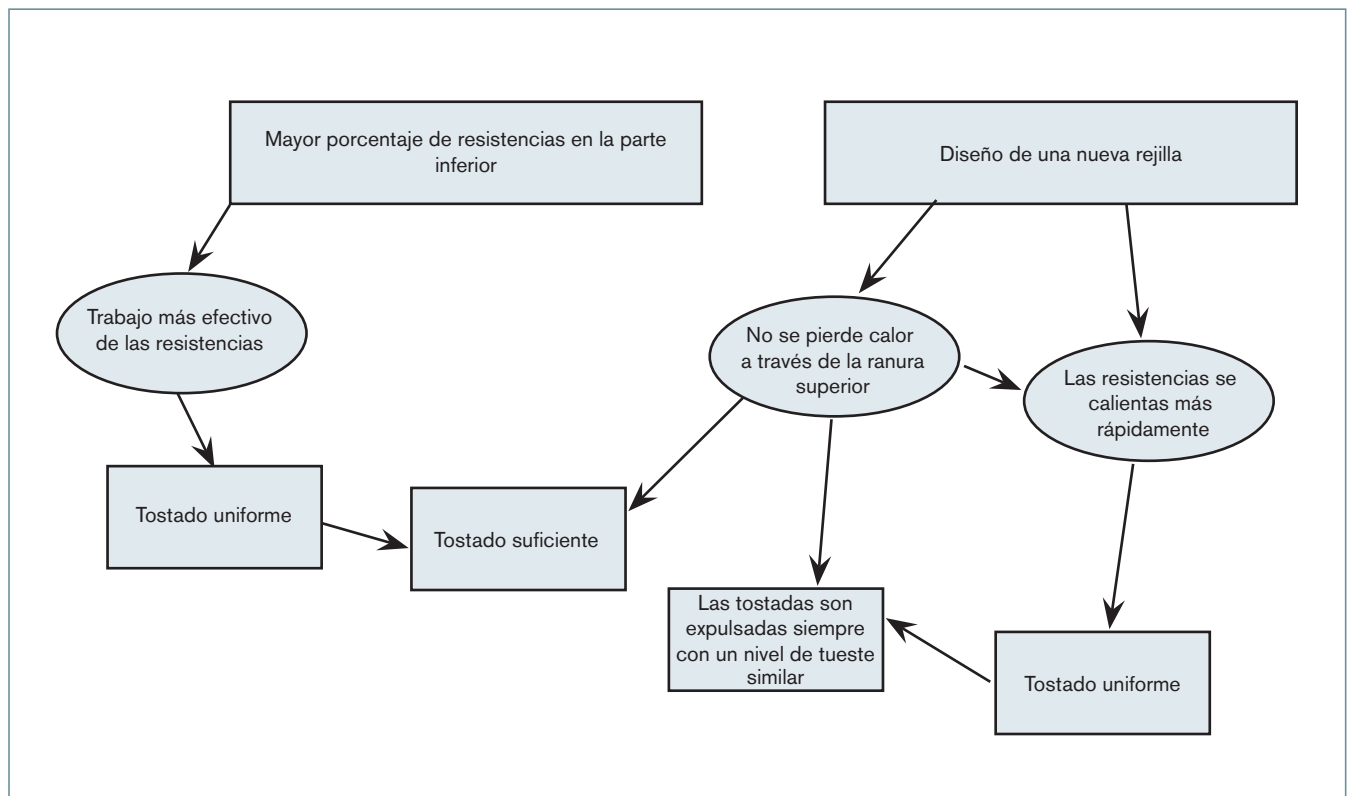 Mayor porcentaje de resistencias en la parte
inferior
Diseño de una nueva rejilla
Trabajo más efectivo
de las resistencias
No se pierde calor
a través de la ranura
superior
Las resistencias se
calientas más
rápidamente
Tostado uniforme
Tostado suficiente
Las tostadas son
expulsadas siempre
con un nivel de tueste
similar
Tostado uniforme